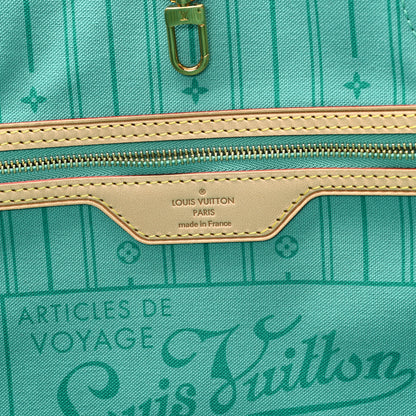 LOUIS VUITTON
PARIS
made in France
ARTICLES DE
VOYAGE
Louis Vuitton